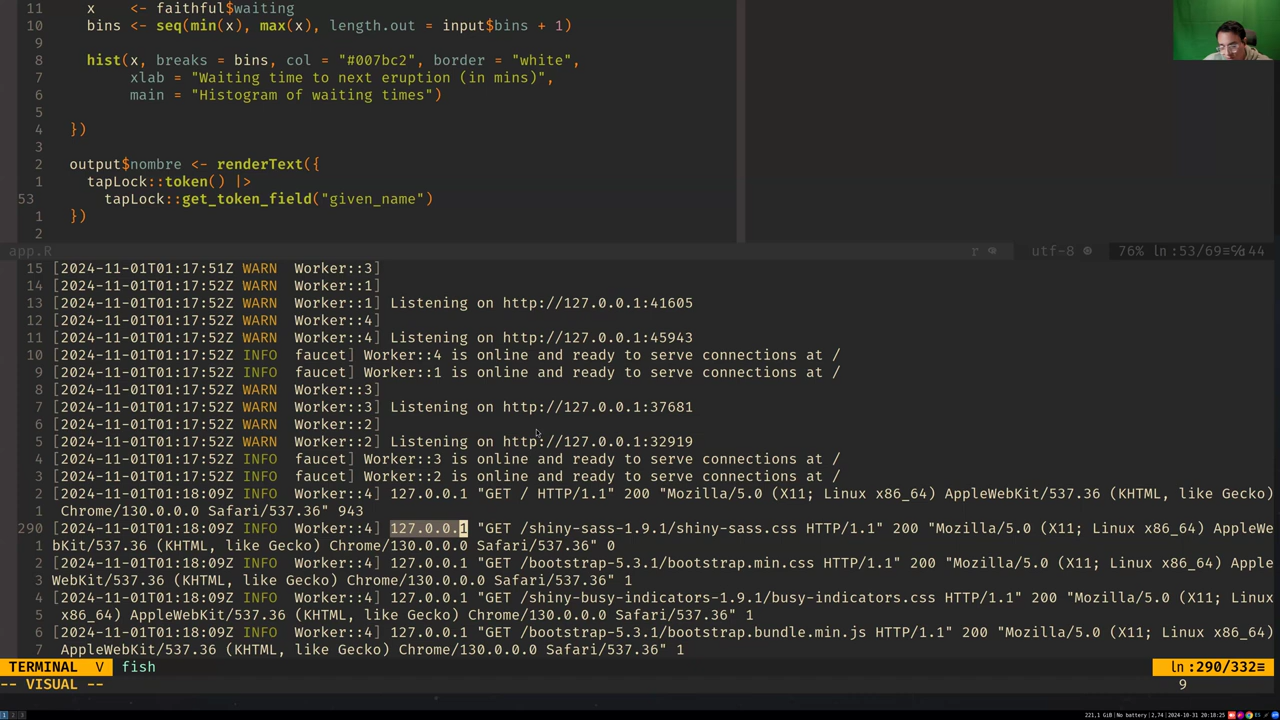 11     x    <- faithful$waiting
10     bins <- seq(min(x), max(x), length.out = input$bins + 1)
9
8     hist(x, breaks = bins, col = "#007bc2", border = "white",
7          xlab = "Waiting time to next eruption (in mins)",
6          main = "Histogram of waiting times")
5
4   })
3
2   output$nombre <- renderText({
1     tapLock::token() |>
53       tapLock::get_token_field("given_name")
1   })
2
app.R r utf-8 76% ln:53/69
15 [2024-11-01T01:17:51Z WARN  Worker::3]
14 [2024-11-01T01:17:52Z WARN  Worker::1]
13 [2024-11-01T01:17:52Z WARN  Worker::1] Listening on http://127.0.0.1:41605
12 [2024-11-01T01:17:52Z WARN  Worker::4]
11 [2024-11-01T01:17:52Z WARN  Worker::4] Listening on http://127.0.0.1:45943
10 [2024-11-01T01:17:52Z INFO  faucet] Worker::4 is online and ready to serve connections at /
9 [2024-11-01T01:17:52Z INFO  faucet] Worker::1 is online and ready to serve connections at /
8 [2024-11-01T01:17:52Z WARN  Worker::3]
7 [2024-11-01T01:17:52Z WARN  Worker::3] Listening on http://127.0.0.1:37681
6 [2024-11-01T01:17:52Z WARN  Worker::2]
5 [2024-11-01T01:17:52Z WARN  Worker::2] Listening on http://127.0.0.1:32919
4 [2024-11-01T01:17:52Z INFO  faucet] Worker::3 is online and ready to serve connections at /
3 [2024-11-01T01:17:52Z INFO  faucet] Worker::2 is online and ready to serve connections at /
2 [2024-11-01T01:18:09Z INFO  Worker::4] 127.0.0.1 "GET / HTTP/1.1" 200 "Mozilla/5.0 (X11; Linux x86_64) AppleWebKit/537.36 (KHTML, like Gecko)
1  Chrome/130.0.0.0 Safari/537.36" 943
290 [2024-11-01T01:18:09Z INFO  Worker::4] 127.0.0.1 "GET /shiny-sass-1.9.1/shiny-sass.css HTTP/1.1" 200 "Mozilla/5.0 (X11; Linux x86_64) AppleWe
1 bKit/537.36 (KHTML, like Gecko) Chrome/130.0.0.0 Safari/537.36" 0
2 [2024-11-01T01:18:09Z INFO  Worker::4] 127.0.0.1 "GET /bootstrap-5.3.1/bootstrap.min.css HTTP/1.1" 200 "Mozilla/5.0 (X11; Linux x86_64) Apple
3 WebKit/537.36 (KHTML, like Gecko) Chrome/130.0.0.0 Safari/537.36" 1
4 [2024-11-01T01:18:09Z INFO  Worker::4] 127.0.0.1 "GET /shiny-busy-indicators-1.9.1/busy-indicators.css HTTP/1.1" 200 "Mozilla/5.0 (X11; Linux
5  x86_64) AppleWebKit/537.36 (KHTML, like Gecko) Chrome/130.0.0.0 Safari/537.36" 1
6 [2024-11-01T01:18:09Z INFO  Worker::4] 127.0.0.1 "GET /bootstrap-5.3.1/bootstrap.bundle.min.js HTTP/1.1" 200 "Mozilla/5.0 (X11; Linux x86_64)
7  AppleWebKit/537.36 (KHTML, like Gecko) Chrome/130.0.0.0 Safari/537.36" 1
TERMINAL V fish ln:290/332≡
-- VISUAL -- 9
1 2 3 221,1 GiB| No battery| 2,74 |2024-10-31 20:18:25